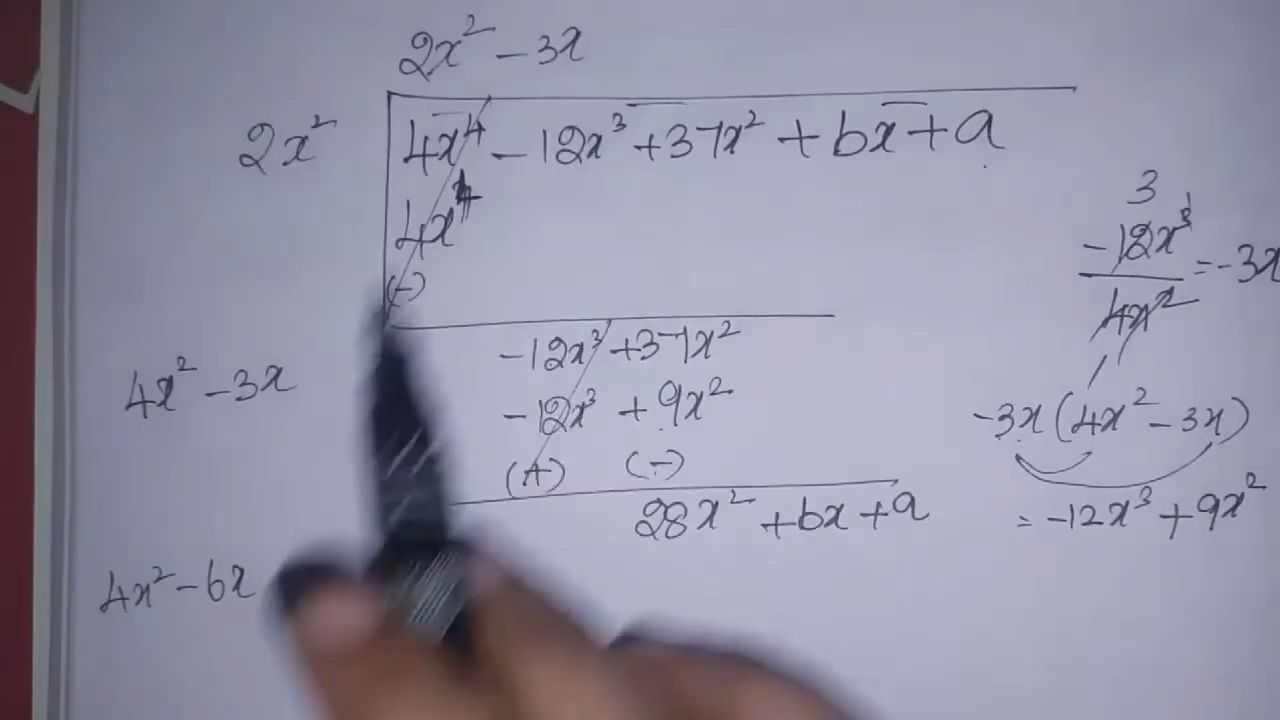 2x² - 3x
2x² 4x⁴ - 12x³ + 37x² + bx + a
4x⁴
(-)
3
-12x³ / 4x² = -3x
-12x³ + 37x²
4x² - 3x -12x³ + 9x² -3x(4x² - 3x)
(+) (-)
28x² + bx + a = -12x³ + 9x²
4x² - 6x